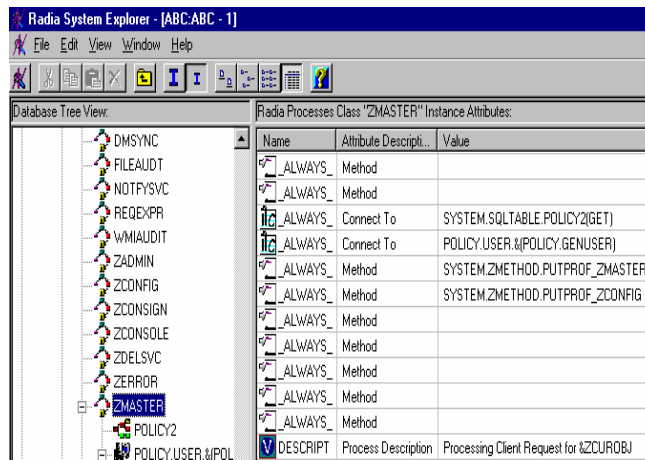 Radia System Explorer - [ABC:ABC - 1]
File Edit View Window Help
Database Tree View:
Radia Processes Class "ZMASTER" Instance Attributes:
DMSYNC
FILEAUDT
NOTFYSVC
REQEXPR
WMIAUDIT
ZADMIN
ZCONFIG
ZCONSIGN
ZCONSOLE
ZDELSVC
ZERROR
ZMASTER
POLICY2
POLICY.USER.&(POL
Name Attribute Descripti... Value
_ALWAYS_ Method
_ALWAYS_ Method
_ALWAYS_ Connect To SYSTEM.SQLTABLE.POLICY2(GET)
_ALWAYS_ Connect To POLICY.USER.&(POLICY.GENUSER)
_ALWAYS_ Method SYSTEM.ZMETHOD.PUTPROF_ZMASTER
_ALWAYS_ Method SYSTEM.ZMETHOD.PUTPROF_ZCONFIG
_ALWAYS_ Method
_ALWAYS_ Method
_ALWAYS_ Method
_ALWAYS_ Method
_ALWAYS_ Method
DESCRIPT Process Description Processing Client Request for &ZCUROBJ